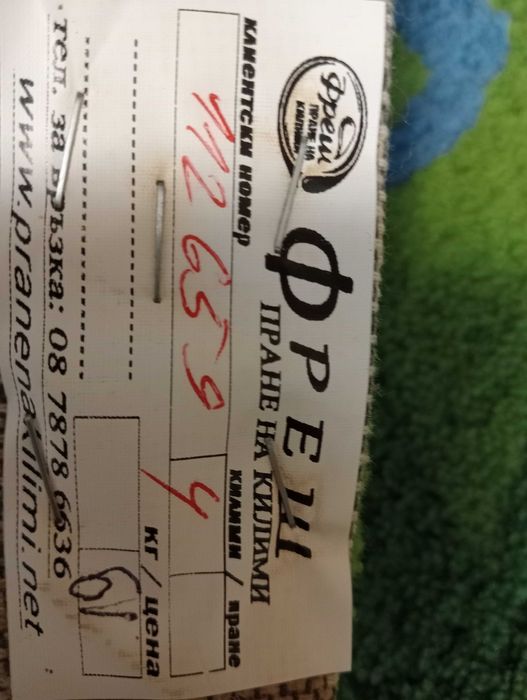 Фреш
ПРАНЕ НА
КИЛИМИ
ФРЕШ
ПРАНЕ НА КИЛИМИ
клиентски номер килими / пране
112659 4
кг / цена
61
тел. за връзка: 08 7878 6636
www.pranenakilimi.net